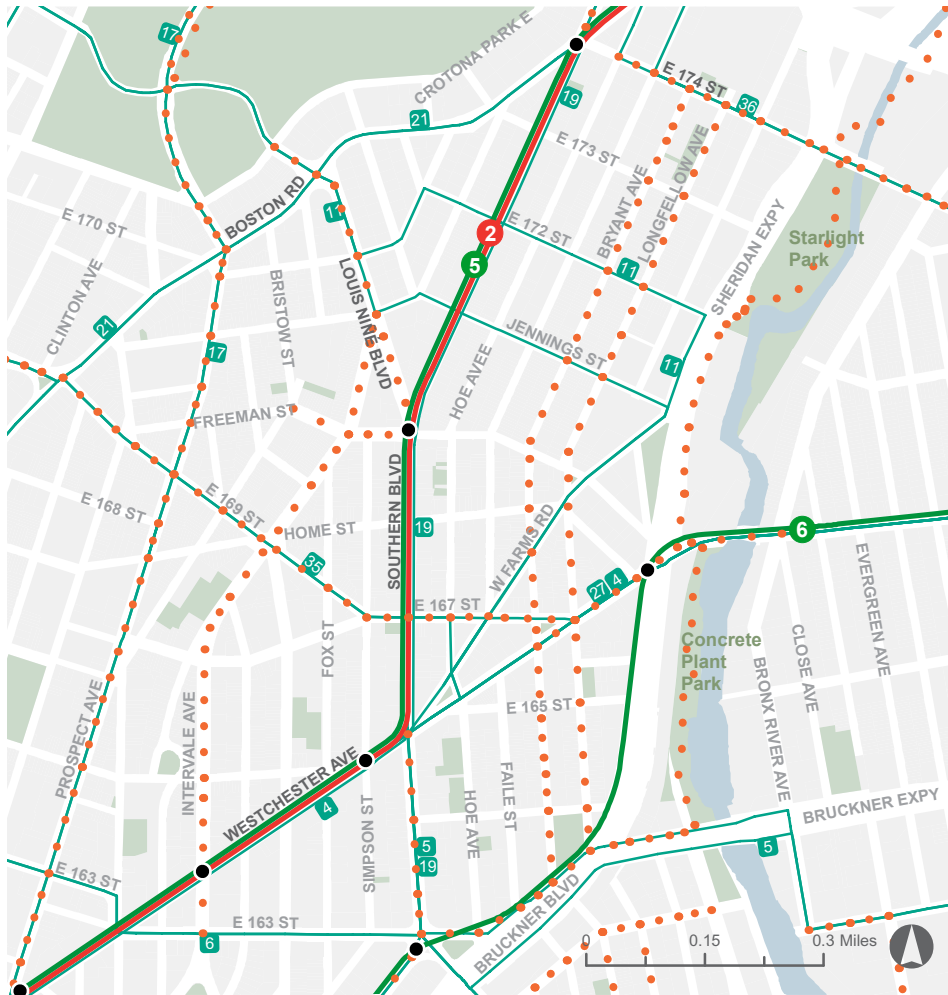 17
CROTONA PARK E
E 174 ST
19
36
21
E 173 ST
BRYANT AVE
LONGFELLOW AVE
BOSTON RD
11
E 170 ST
2
E 172 ST
SHERIDAN EXPY
Starlight
Park
5
11
CLINTON AVE
BRISTOW ST
LOUIS NINE BLVD
21
17
JENNINGS ST
HOE AVEE
11
FREEMAN ST
E 168 ST
E 169 ST
HOME ST
SOUTHERN BLVD
19
W FARMS RD
6
35
27
4
E 167 ST
EVERGREEN AVE
FOX ST
Concrete
Plant
Park
CLOSE AVE
BRONX RIVER AVE
PROSPECT AVE
INTERVALE AVE
E 165 ST
WESTCHESTER AVE
4
SIMPSON ST
HOE AVE
FAILE ST
BRUCKNER EXPY
5
19
5
E 163 ST
E 163 ST
6
BRUCKNER BLVD
0
0.15
0.3 Miles